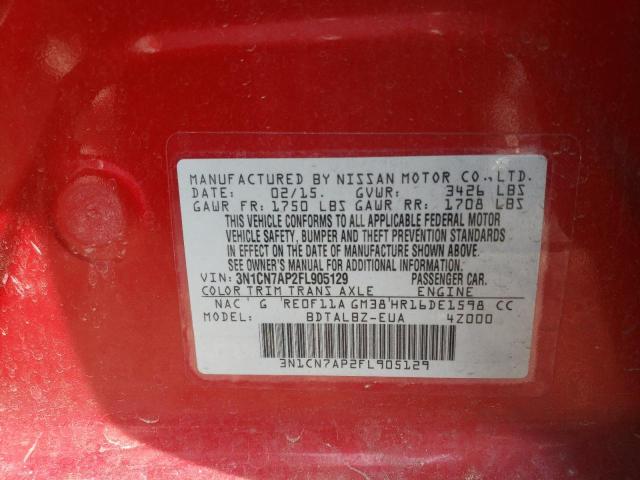 MANUFACTURED BY NISSAN MOTOR CO.,LTD.
DATE: 02/15. GVWR: 3426 LBS
GAWR FR: 1750 LBS GAWR RR: 1708 LBS
THIS VEHICLE CONFORMS TO ALL APPLICABLE FEDERAL MOTOR
VEHICLE SAFETY, BUMPER AND THEFT PREVENTION STANDARDS
IN EFFECT ON THE DATE OF MANUFACTURE SHOWN ABOVE.
SEE OWNER'S MANUAL FOR ADDITIONAL INFORMATION.
VIN: 3N1CN7AP2FL905129 PASSENGER CAR.
COLOR TRIM TRANS AXLE ENGINE
NAC G RE0F11A GM38 HR16DE1598 CC
MODEL: BDTALBZ-EUA 4Z000
3N1CN7AP2FL905129